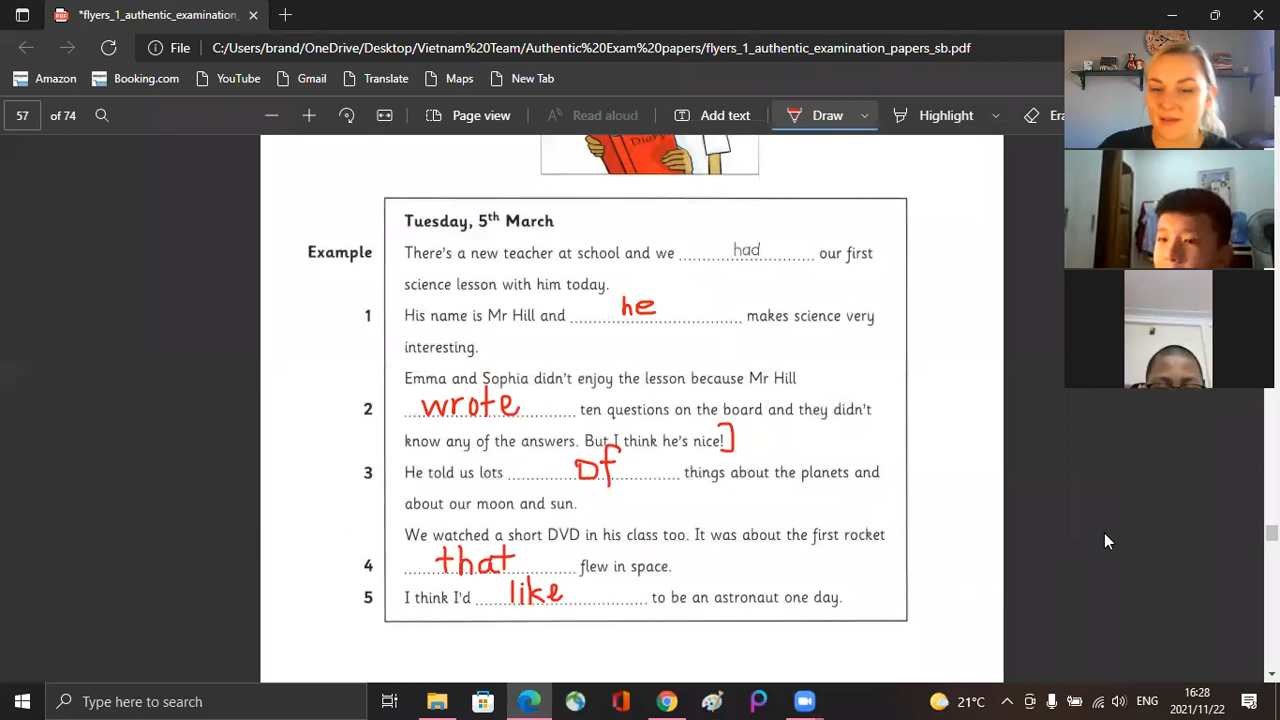 *flyers_1_authentic_examination_
File C:/Users/brand/OneDrive/Desktop/Vietnam%20Team/Authentic%20Exam%20papers/flyers_1_authentic_examination_papers_sb.pdf
Amazon Booking.com YouTube Gmail Translate Maps New Tab
57 of 74 Page view Read aloud Add text Draw Highlight Era
Diary
Tuesday, 5th March
Example There's a new teacher at school and we had our first
science lesson with him today.
1 His name is Mr Hill and he makes science very
interesting.
Emma and Sophia didn't enjoy the lesson because Mr Hill
2 wrote ten questions on the board and they didn't
know any of the answers. But I think he's nice!]
3 He told us lots of things about the planets and
about our moon and sun.
We watched a short DVD in his class too. It was about the first rocket
4 that flew in space.
5 I think I'd like to be an astronaut one day.
Type here to search 21°C ENG 16:28
2021/11/22